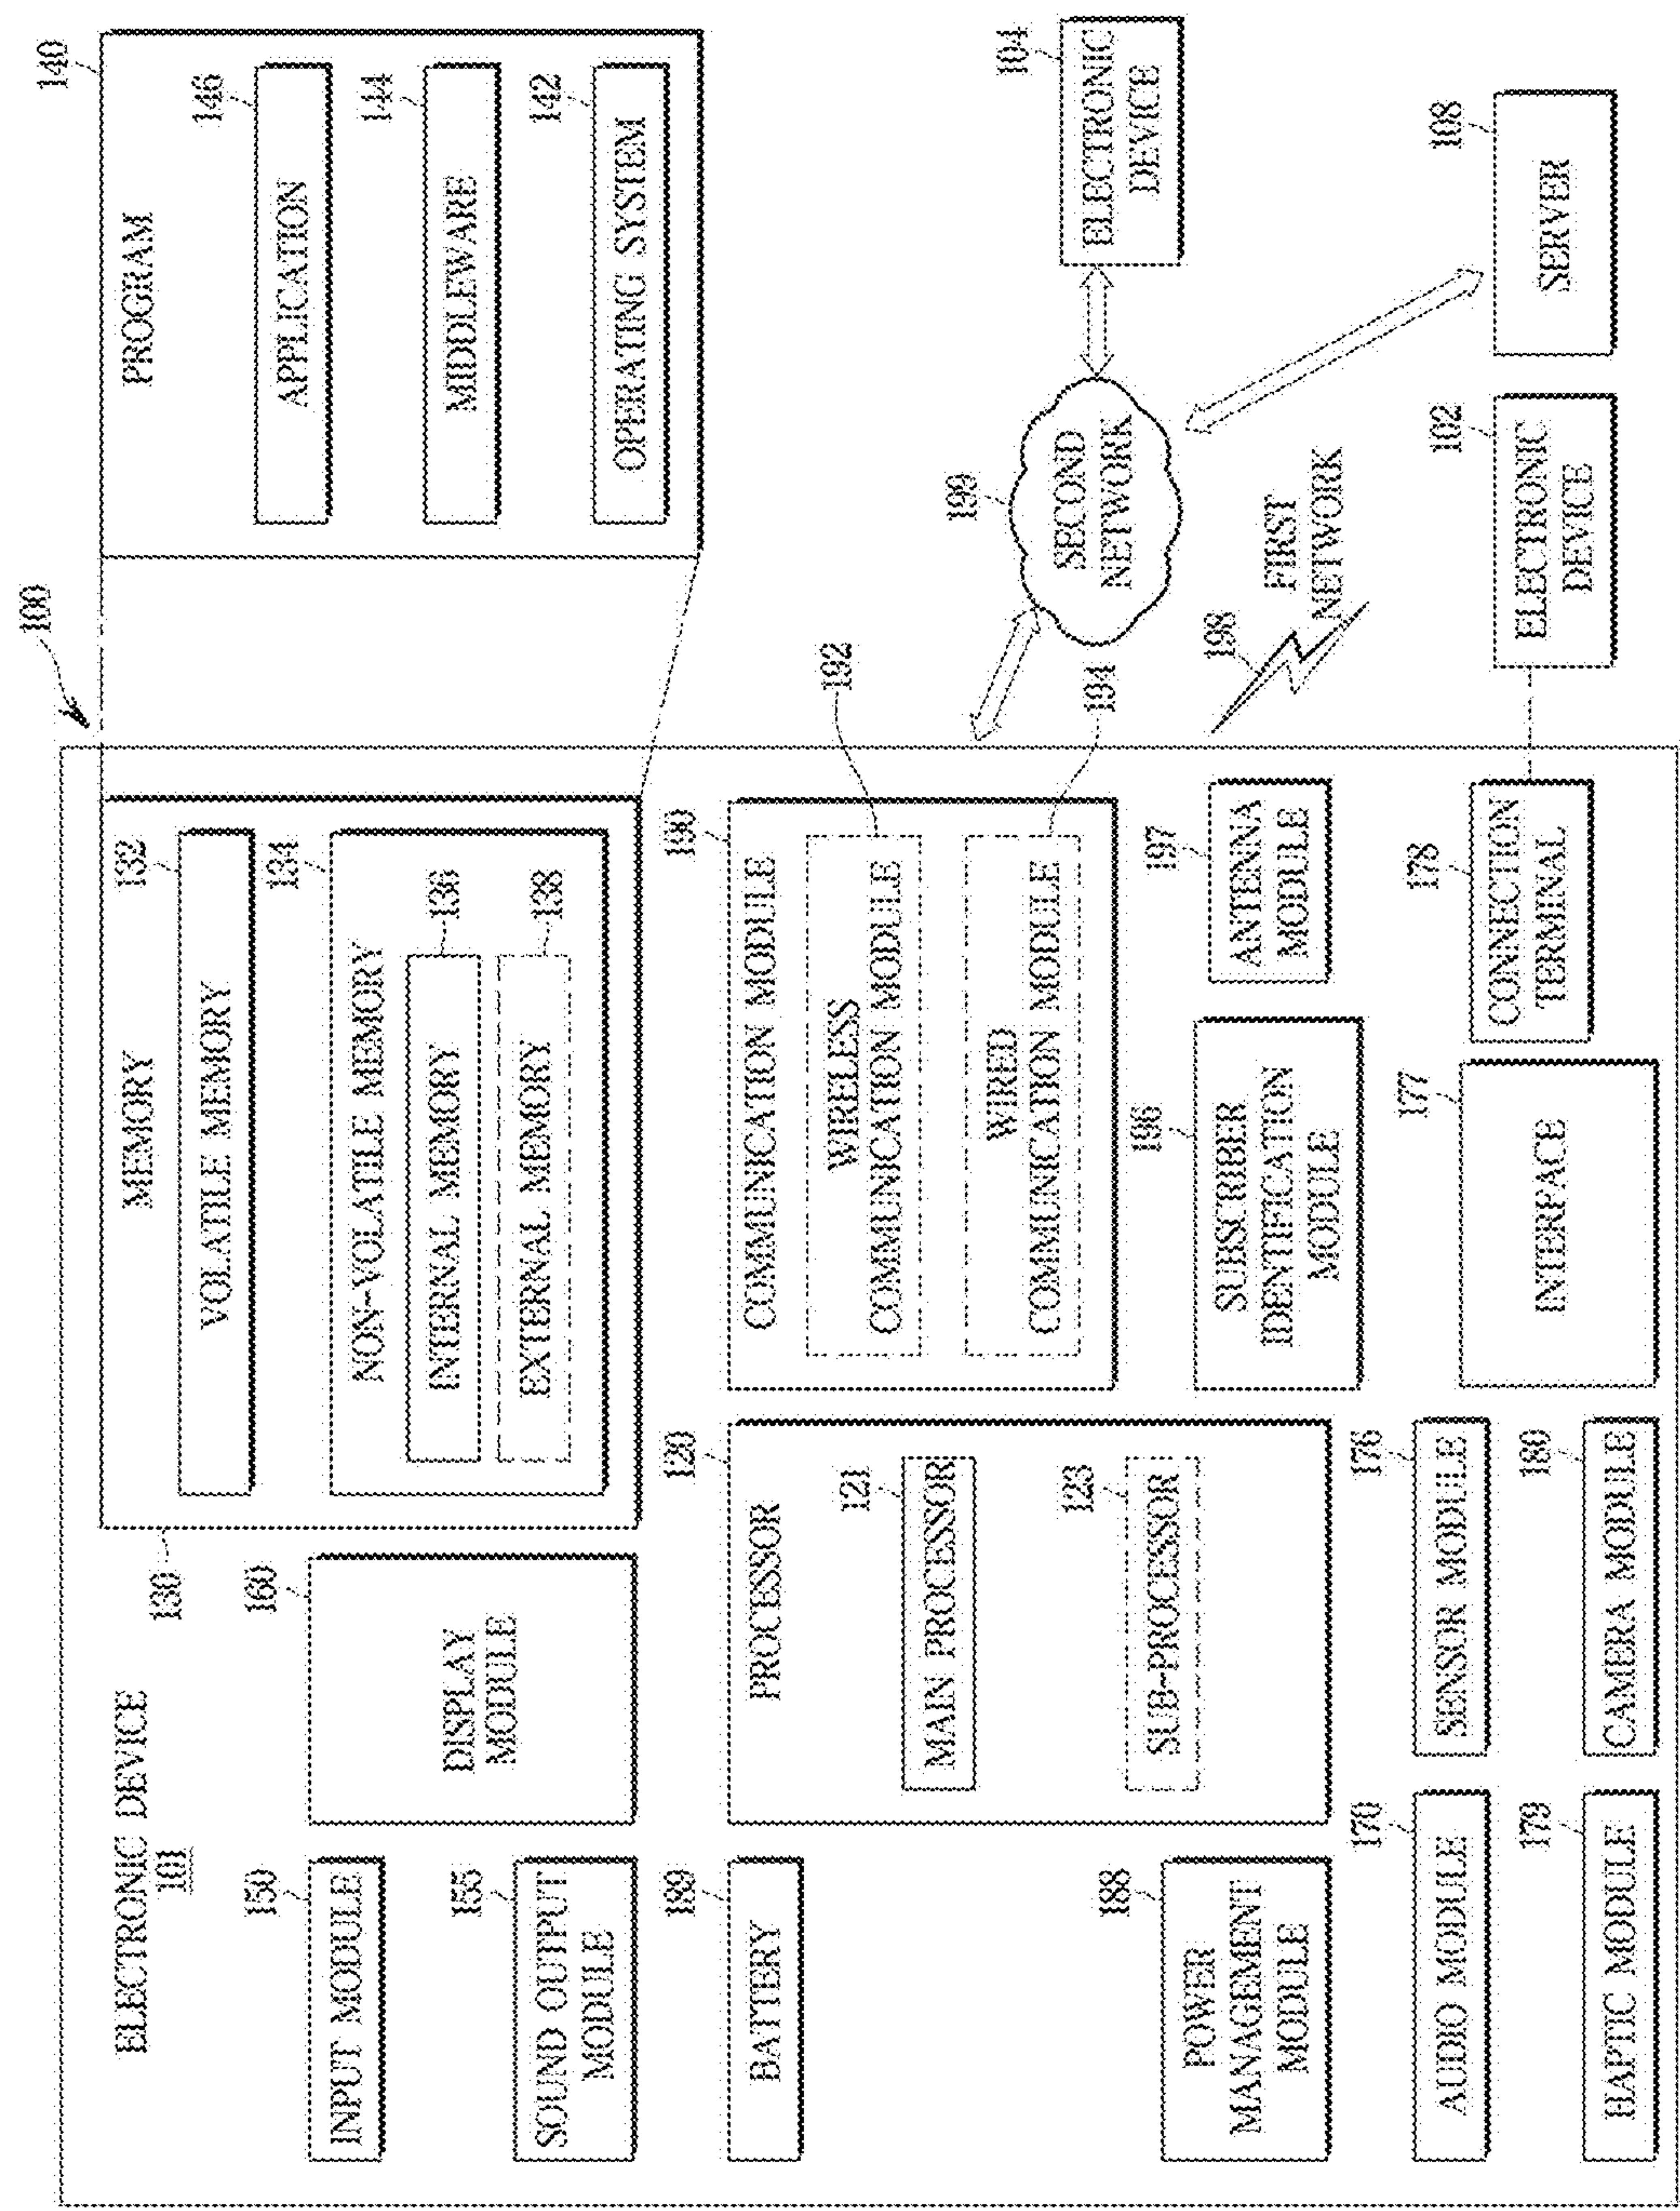 100
ELECTRONIC DEVICE
101
INPUT MODULE
150
SOUND OUTPUT
MODULE
155
DISPLAY
MODULE
160
130
MEMORY
VOLATILE MEMORY
132
NON-VOLATILE MEMORY
134
INTERNAL MEMORY
136
EXTERNAL MEMORY
138
PROGRAM
140
APPLICATION
146
MIDDLEWARE
144
OPERATING SYSTEM
142
BATTERY
189
POWER
MANAGEMENT
MODULE
188
PROCESSOR
120
MAIN PROCESSOR
121
SUB-PROCESSOR
123
COMMUNICATION MODULE
190
WIRELESS
COMMUNICATION MODULE
192
WIRED
COMMUNICATION MODULE
194
SUBSCRIBER
IDENTIFICATION
MODULE
196
ANTENNA
MODULE
197
AUDIO MODULE
170
SENSOR MODULE
176
HAPTIC MODULE
179
CAMERA MODULE
180
INTERFACE
177
CONNECTION
TERMINAL
178
SECOND
NETWORK
199
FIRST
NETWORK
198
ELECTRONIC
DEVICE
104
ELECTRONIC
DEVICE
102
SERVER
108